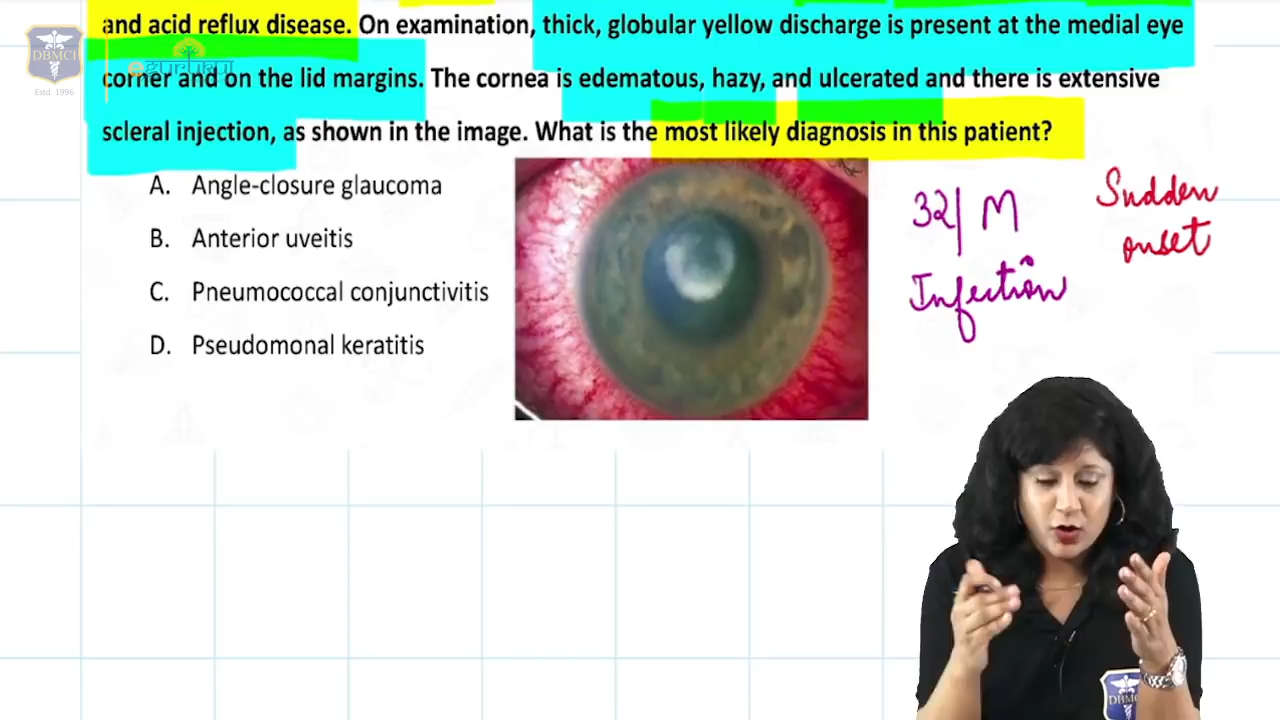 and acid reflux disease. On examination, thick, globular yellow discharge is present at the medial eye
corner and on the lid margins. The cornea is edematous, hazy, and ulcerated and there is extensive
scleral injection, as shown in the image. What is the most likely diagnosis in this patient?
A. Angle-closure glaucoma
B. Anterior uveitis
C. Pneumococcal conjunctivitis
D. Pseudomonal keratitis
32/M
Infection
Sudden
onset
DBMCI
egurukul
Estd. 1996
DBMCI